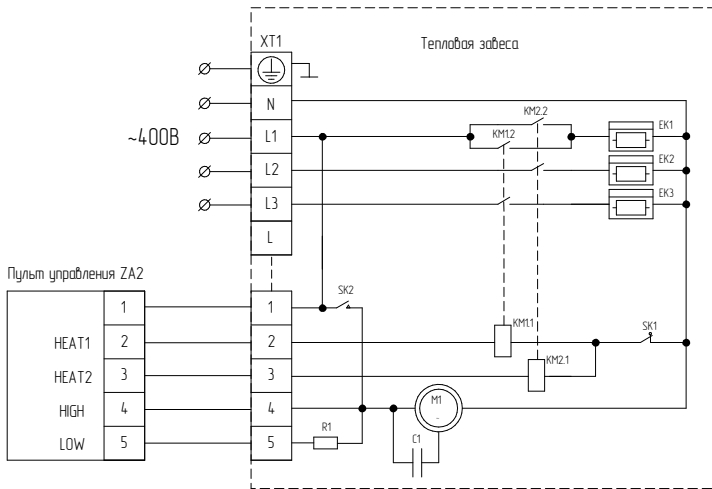 XT1
Тепловая завеса
N
~400В
L1
L2
L3
L
KM1.2
KM2.2
EK1
EK2
EK3
Пульт управления ZA2
1
1
SK2
HEAT1
2
2
KM1.1
SK1
HEAT2
3
3
KM2.1
HIGH
4
4
M1
LOW
5
5
R1
C1